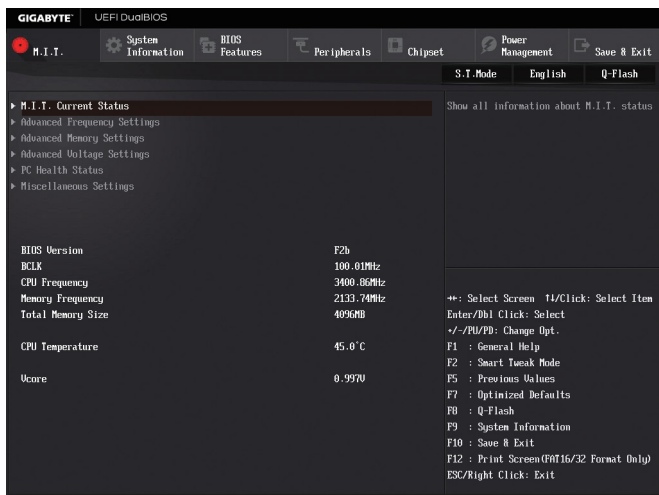 GIGABYTE™ UEFI DualBIOS
M.I.T.
System Information
BIOS Features
Peripherals
Chipset
Power Management
Save & Exit
S.T.Mode English Q-Flash
M.I.T. Current Status
Advanced Frequency Settings
Advanced Memory Settings
Advanced Voltage Settings
PC Health Status
Miscellaneous Settings
Show all information about M.I.T. status
BIOS Version F2b
BCLK 100.01MHz
CPU Frequency 3400.86MHz
Memory Frequency 2133.74MHz
Total Memory Size 4096MB
CPU Temperature 45.0°C
Vcore 0.997V
→←: Select Screen ↑↓/Click: Select Item
Enter/Dbl Click: Select
+/-/PU/PD: Change Opt.
F1 : General Help
F2 : Smart Tweak Mode
F5 : Previous Values
F7 : Optimized Defaults
F8 : Q-Flash
F9 : System Information
F10 : Save & Exit
F12 : Print Screen(FAT16/32 Format Only)
ESC/Right Click: Exit